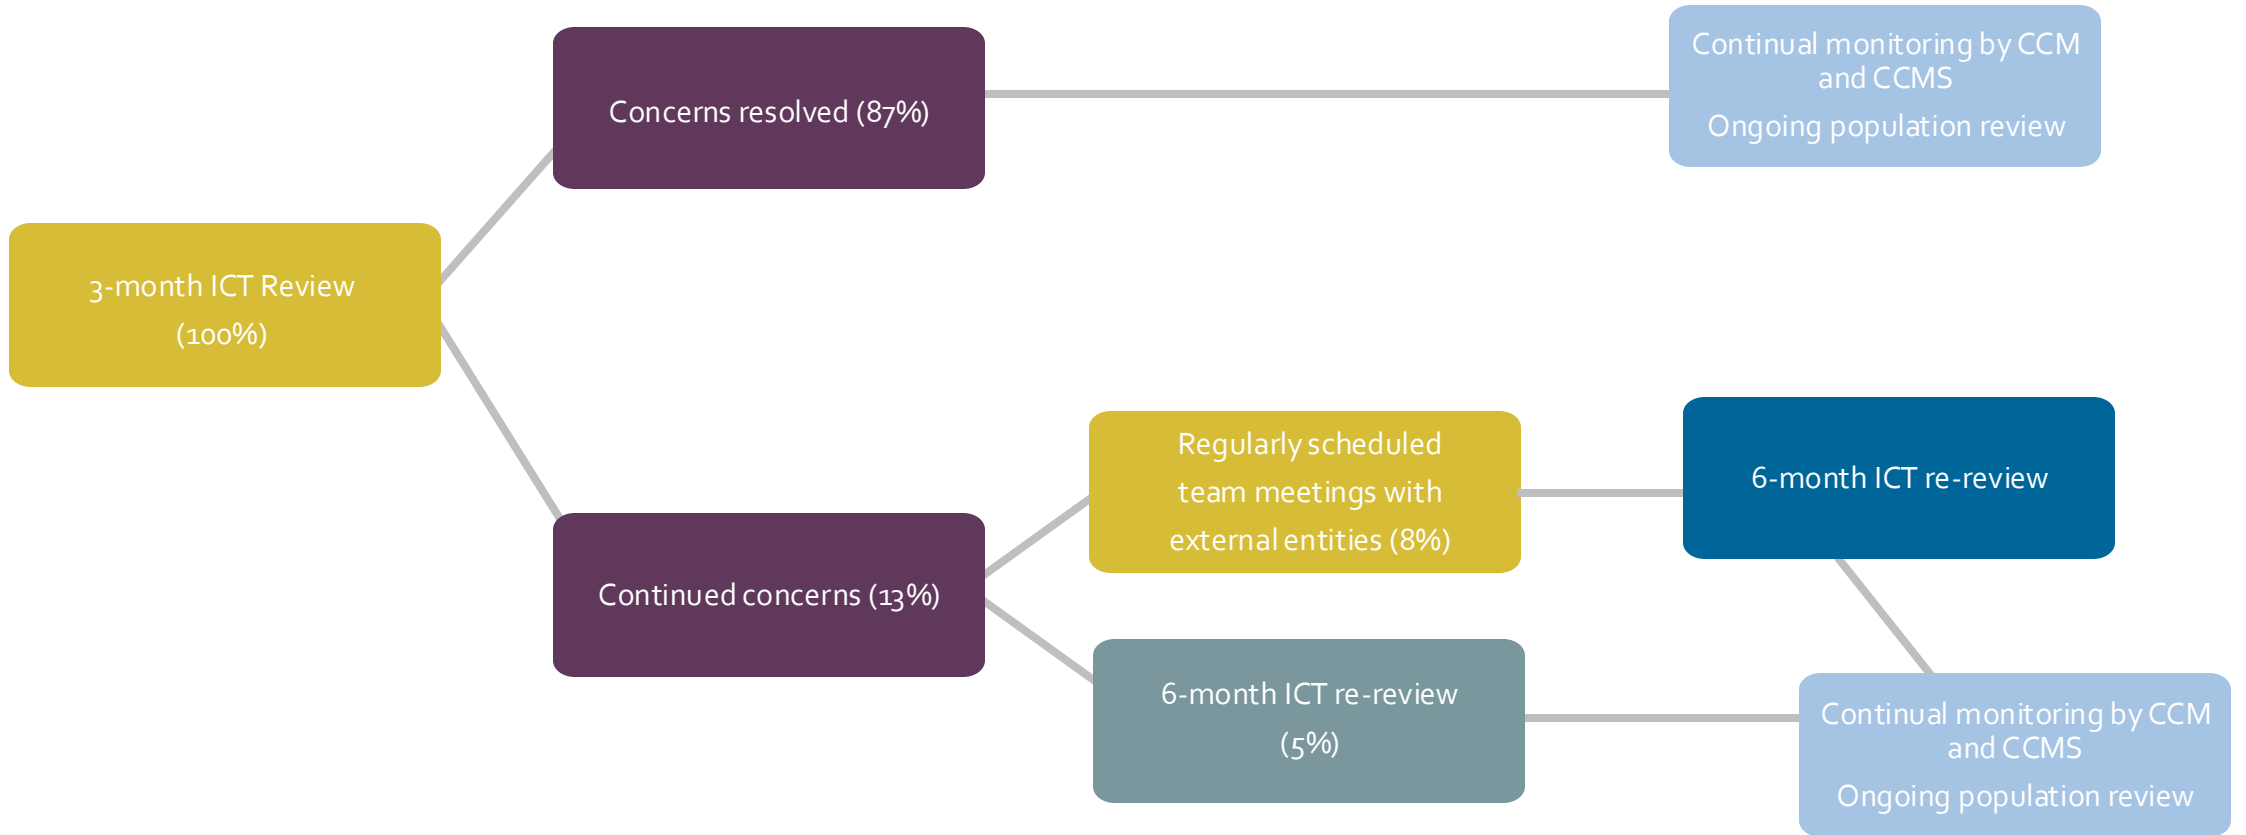 Concerns resolved (87%)
Continual monitoring by CCM
and CCMS
Ongoing population review
3-month ICT Review
(100%)
Regularly scheduled
team meetings with
external entities (8%)
6-month ICT re-review
Continued concerns (13%)
6-month ICT re-review
(5%)
Continual monitoring by CCM
and CCMS
Ongoing population review